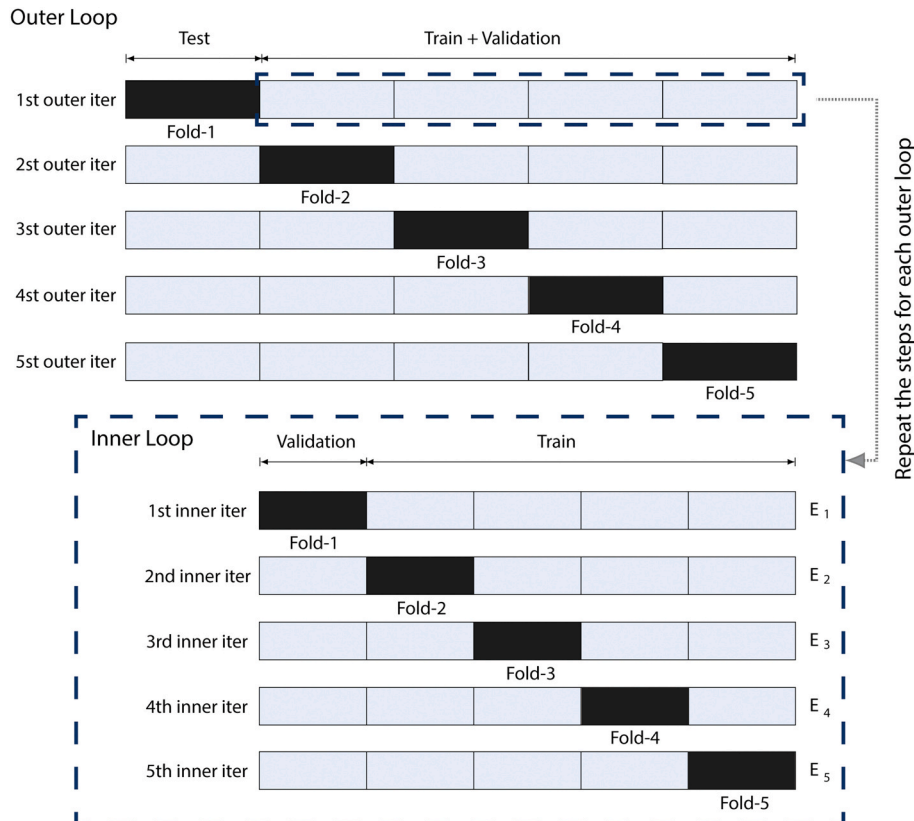 Outer Loop
Test
Train + Validation
1st outer iter
Fold-1
2st outer iter
Fold-2
3st outer iter
Fold-3
4st outer iter
Fold-4
5st outer iter
Fold-5
Repeat the steps for each outer loop
Inner Loop
Validation
Train
1st inner iter
E 1
Fold-1
2nd inner iter
E 2
Fold-2
3rd inner iter
E 3
Fold-3
4th inner iter
E 4
Fold-4
5th inner iter
E 5
Fold-5